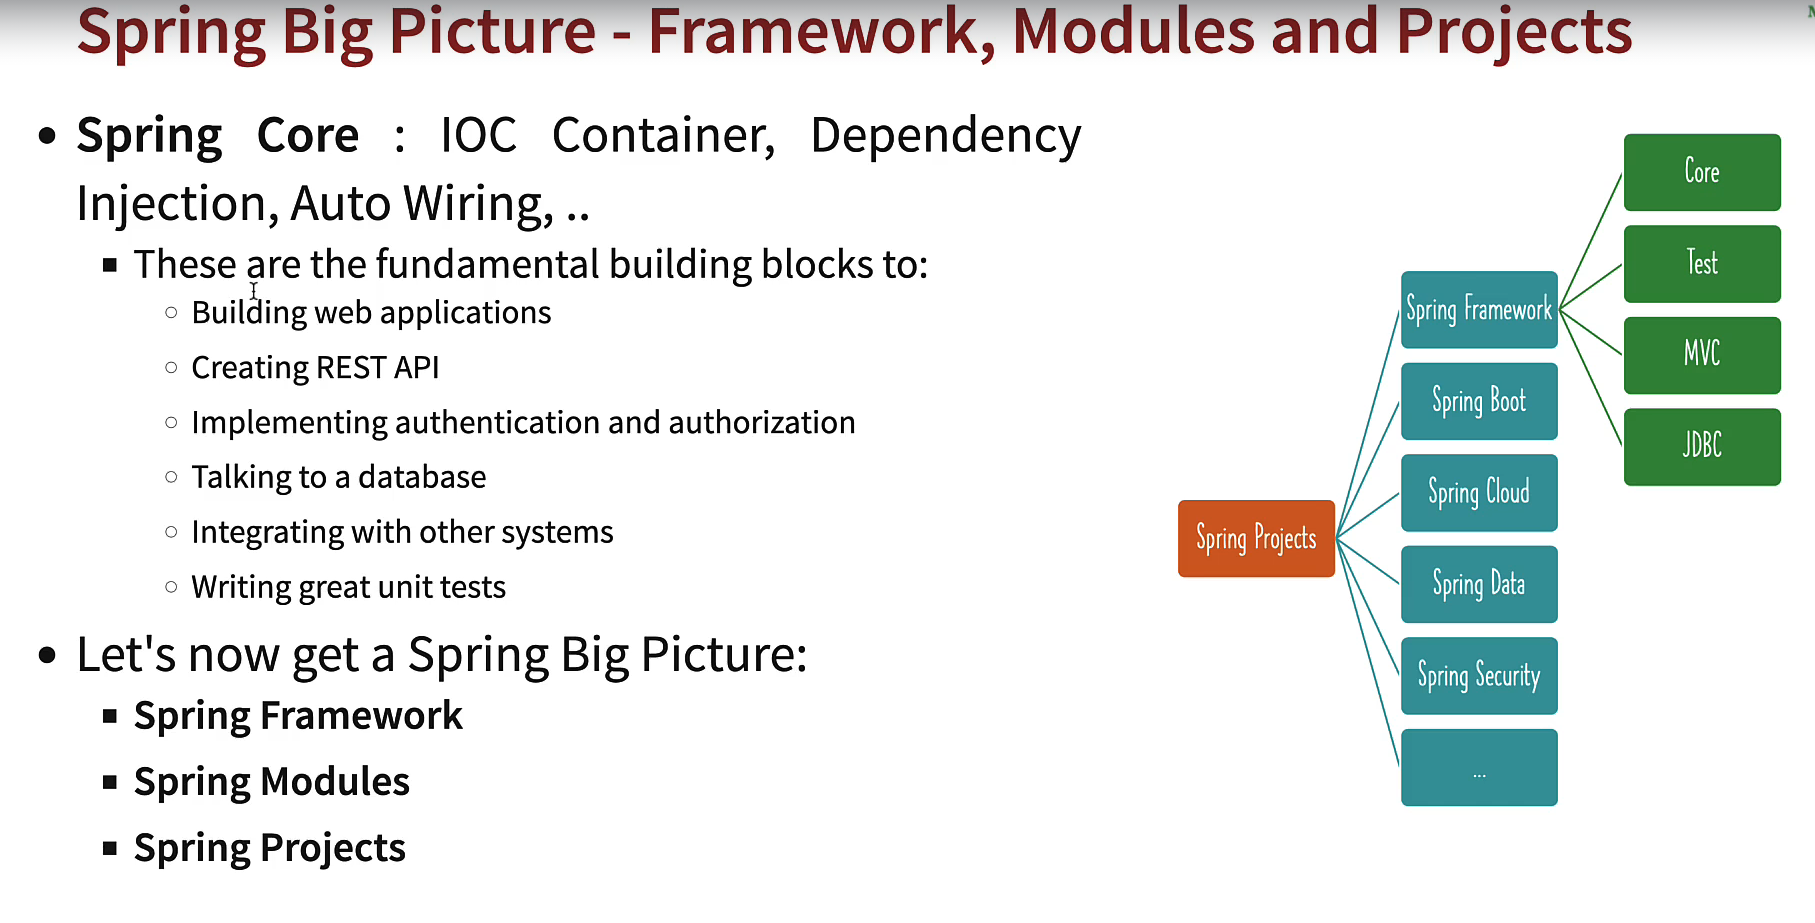 Spring Big Picture - Framework, Modules and Projects
Spring Core : IOC Container, Dependency
Injection, Auto Wiring, ..
These are the fundamental building blocks to:
Building web applications
Creating REST API
Implementing authentication and authorization
Talking to a database
Integrating with other systems
Writing great unit tests
Let's now get a Spring Big Picture:
Spring Framework
Spring Modules
Spring Projects
Spring Projects
Spring Framework
Spring Boot
Spring Cloud
Spring Data
Spring Security
...
Core
Test
MVC
JDBC